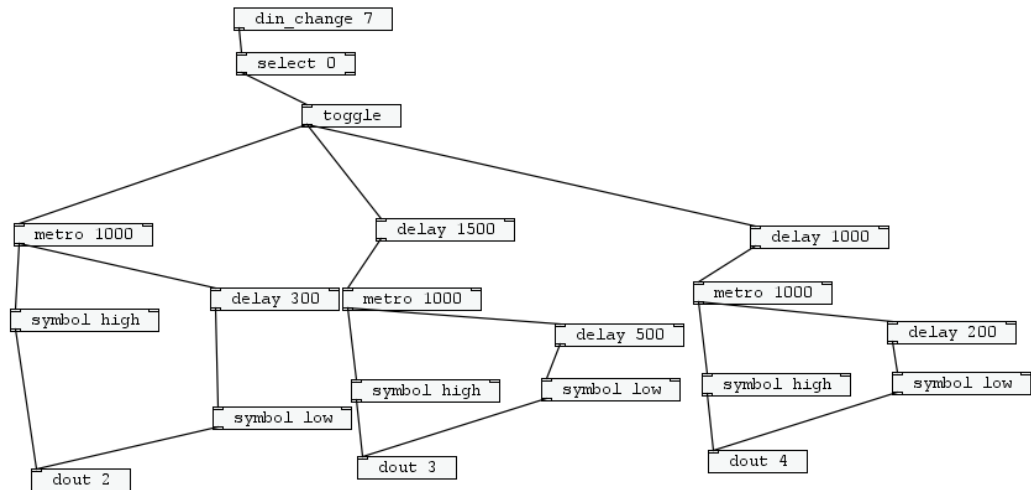 din_change 7
select 0
toggle
metro 1000
delay 1500
delay 1000
delay 300
metro 1000
metro 1000
symbol high
delay 500
delay 200
symbol high
symbol low
symbol high
symbol low
symbol low
dout 2
dout 3
dout 4